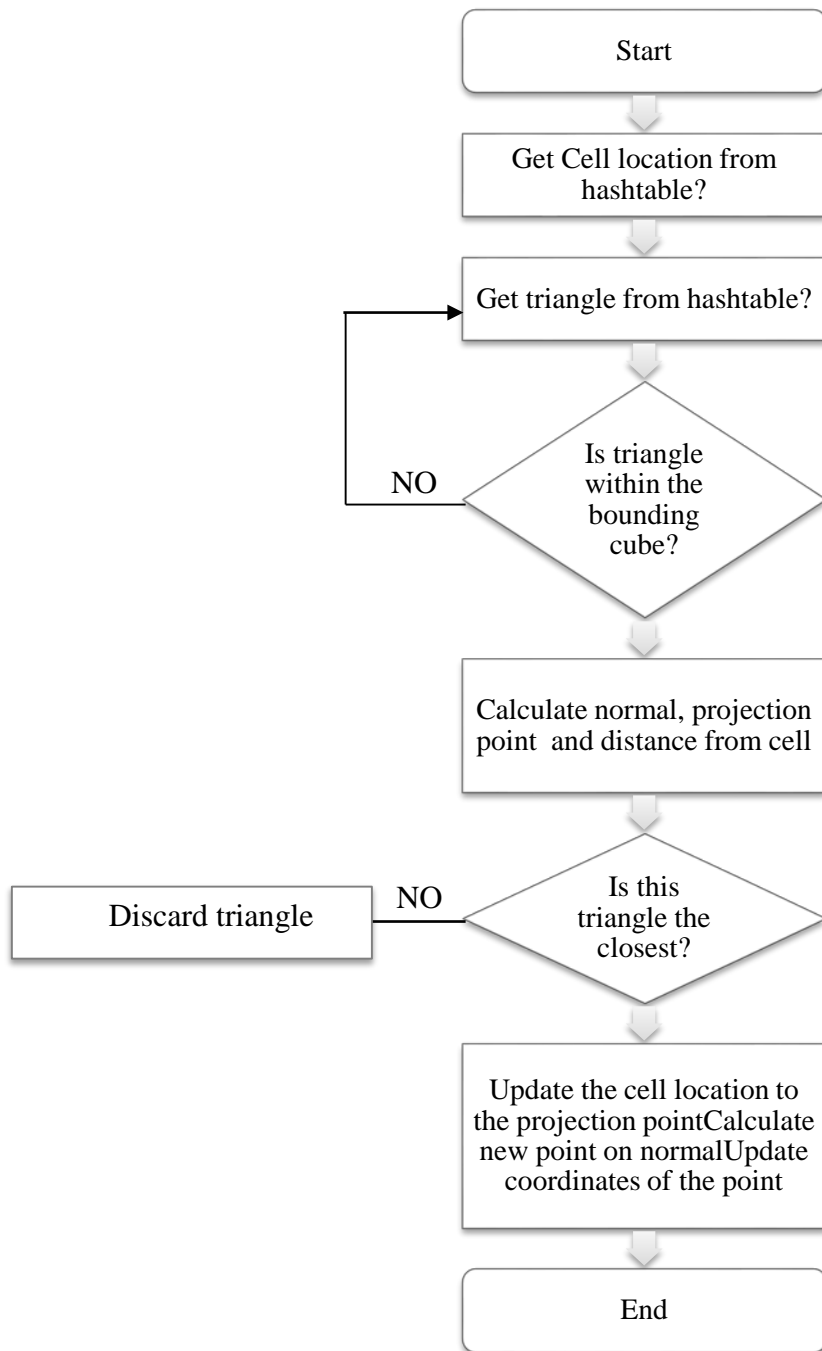 Start
Get Cell location from
hashtable?
Get triangle from hashtable?
Is triangle
within the
bounding
cube?
NO
Calculate normal, projection
point and distance from cell
Is this
triangle the
closest?
NO
Discard triangle
Update the cell location to
the projection pointCalculate
new point on normalUpdate
coordinates of the point
End